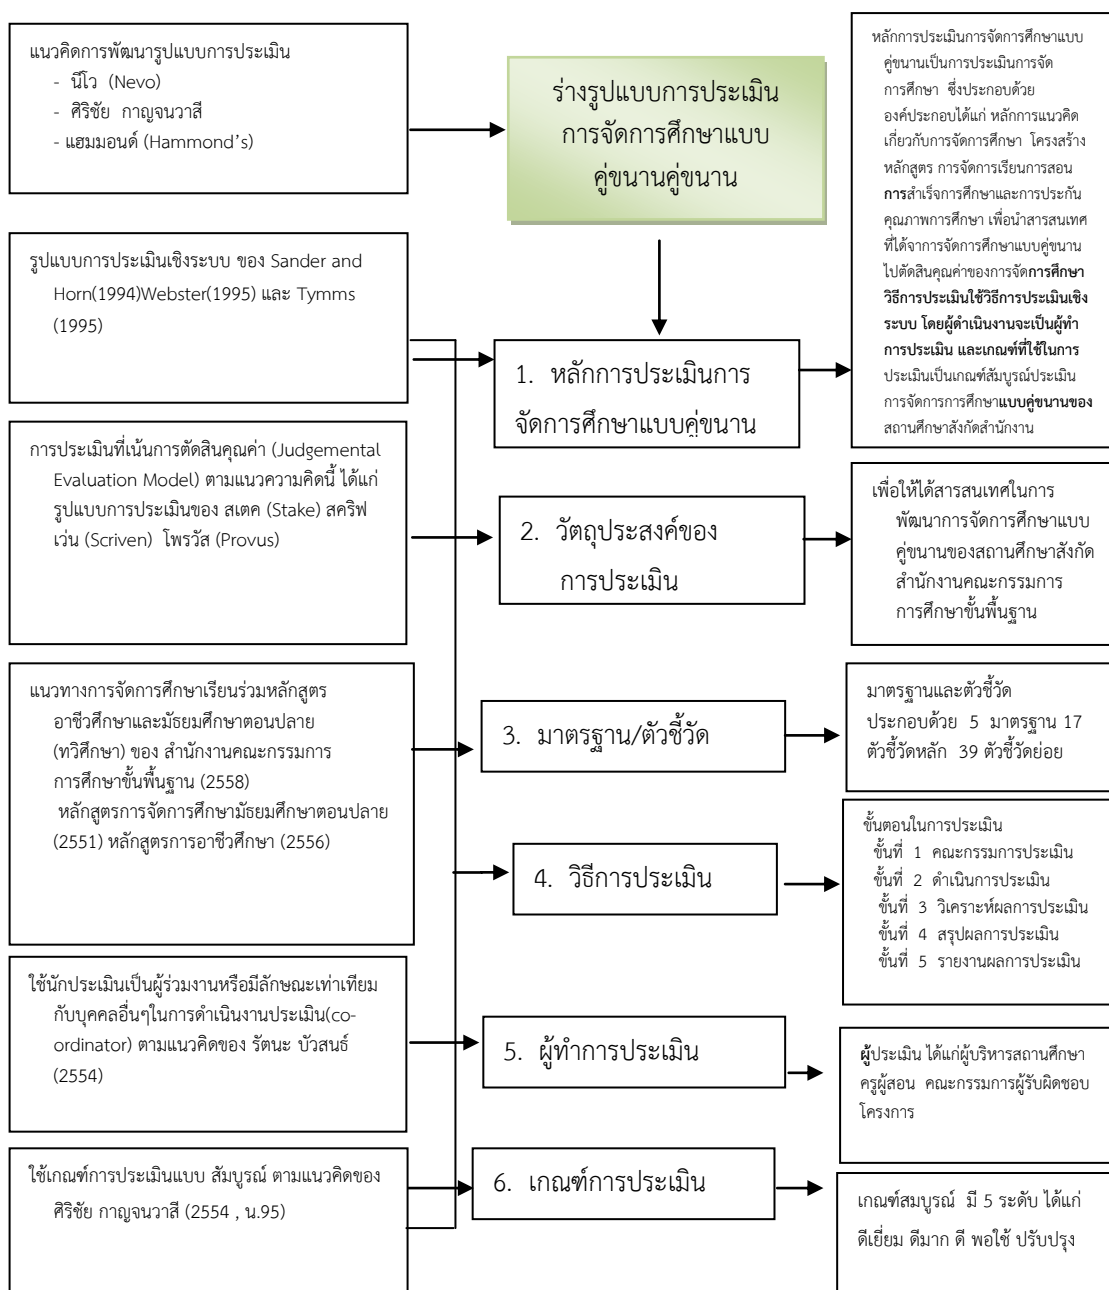 แนวคิดการพัฒนารูปแบบการประเมิน
- นีโว (Nevo)
- ศิริชัย กาญจนวาสี
- แฮมมอนด์ (Hammond's)
ร่างรูปแบบการประเมิน
การจัดการศึกษาแบบ
คู่ขนานคู่ขนาน
หลักการประเมินการจัดการศึกษาแบบ
คู่ขนานเป็นการประเมินการจัด
การศึกษา ซึ่งประกอบด้วย
องค์ประกอบได้แก่ หลักการแนวคิด
เกี่ยวกับการจัดการศึกษา โครงสร้าง
หลักสูตร การจัดการเรียนการสอน
การสำเร็จการศึกษาและการประกัน
คุณภาพการศึกษา เพื่อนำสารสนเทศ
ที่ได้จาการจัดการศึกษาแบบคู่ขนาน
ไปตัดสินคุณค่าของการจัดการศึกษา
วิธีการประเมินใช้วิธีการประเมินเชิง
ระบบ โดยผู้ดำเนินงานจะเป็นผู้ทำ
การประเมิน และเกณฑ์ที่ใช้ในการ
ประเมินเป็นเกณฑ์สัมบูรณ์ประเมิน
การจัดการการศึกษาแบบคู่ขนานของ
สถานศึกษาสังกัดสำนักงาน
รูปแบบการประเมินเชิงระบบ ของ Sander and
Horn(1994)Webster(1995) และ Tymms
(1995)
1. หลักการประเมินการ
จัดการศึกษาแบบคู่ขนาน
การประเมินที่เน้นการตัดสินคุณค่า (Judgemental
Evaluation Model) ตามแนวความคิดนี้ ได้แก่
รูปแบบการประเมินของ สเตค (Stake) สคริฟ
เว่น (Scriven) โพรวัส (Provus)
2. วัตถุประสงค์ของ
การประเมิน
เพื่อให้ได้สารสนเทศในการ
พัฒนาการจัดการศึกษาแบบ
คู่ขนานของสถานศึกษาสังกัด
สำนักงานคณะกรรมการ
การศึกษาขั้นพื้นฐาน
แนวทางการจัดการศึกษาเรียนร่วมหลักสูตร
อาชีวศึกษาและมัธยมศึกษาตอนปลาย
(ทวิศึกษา) ของ สำนักงานคณะกรรมการ
การศึกษาขั้นพื้นฐาน (2558)
หลักสูตรการจัดการศึกษามัธยมศึกษาตอนปลาย
(2551) หลักสูตรการอาชีวศึกษา (2556)
3. มาตรฐาน/ตัวชี้วัด
มาตรฐานและตัวชี้วัด
ประกอบด้วย 5 มาตรฐาน 17
ตัวชี้วัดหลัก 39 ตัวชี้วัดย่อย
4. วิธีการประเมิน
ขั้นตอนในการประเมิน
ขั้นที่ 1 คณะกรรมการประเมิน
ขั้นที่ 2 ดำเนินการประเมิน
ขั้นที่ 3 วิเคราะห์ผลการประเมิน
ขั้นที่ 4 สรุปผลการประเมิน
ขั้นที่ 5 รายงานผลการประเมิน
ใช้นักประเมินเป็นผู้ร่วมงานหรือมีลักษณะเท่าเทียม
กับบุคคลอื่นๆในการดำเนินงานประเมิน(co-
ordinator) ตามแนวคิดของ รัตนะ บัวสนธ์
(2554)
5. ผู้ทำการประเมิน
ผู้ประเมิน ได้แก่ผู้บริหารสถานศึกษา
ครูผู้สอน คณะกรรมการผู้รับผิดชอบ
โครงการ
ใช้เกณฑ์การประเมินแบบ สัมบูรณ์ ตามแนวคิดของ
ศิริชัย กาญจนวาสี (2554 , น.95)
6. เกณฑ์การประเมิน
เกณฑ์สมบูรณ์ มี 5 ระดับ ได้แก่
ดีเยี่ยม ดีมาก ดี พอใช้ ปรับปรุง